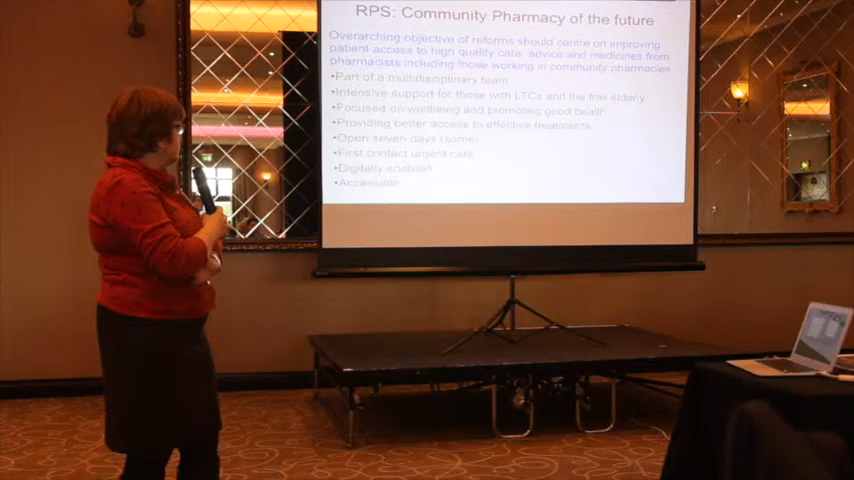 RPS: Community Pharmacy of the future
Overarching objective of reforms should centre on improving
patient access to high quality care, advice and medicines from
pharmacists including those working in community pharmacies.
•Part of a multidisciplinary team
•Intensive support for those with LTCs and the frail elderly
•Focused on wellbeing and promoting good health
•Providing better access to effective treatments.
•Open seven days (some)
•First contact urgent care
•Digitally enabled
•Accessible